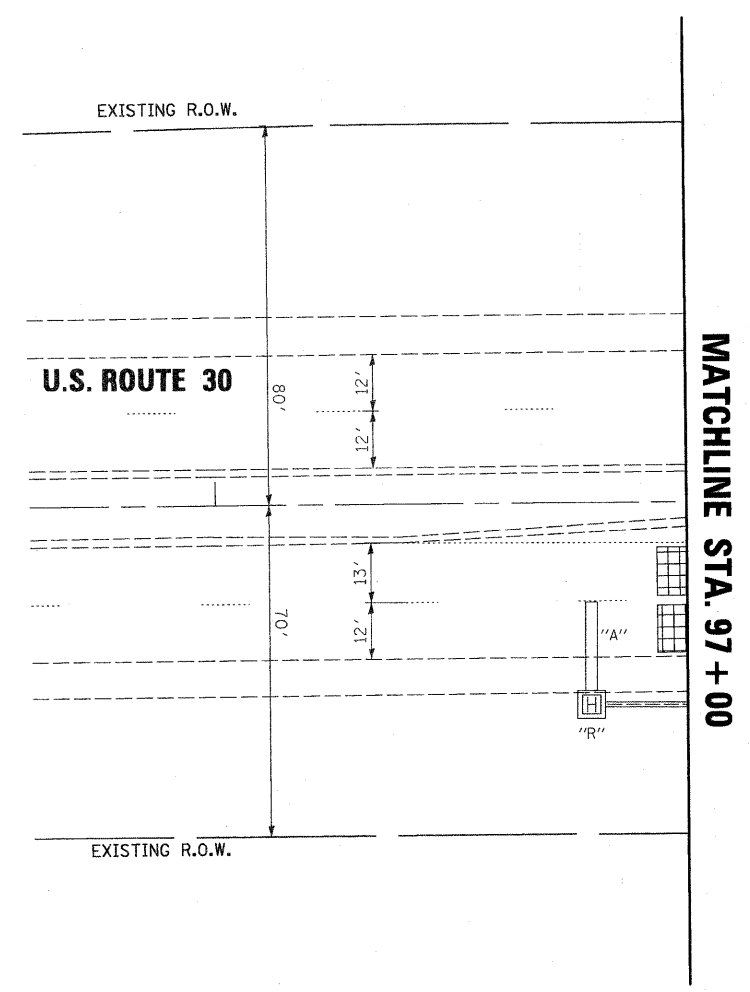 EXISTING R.O.W.
U.S. ROUTE 30
80'
12'
12'
MATCHLINE STA. 97+00
13'
12'
70'
"A"
H
"R"
EXISTING R.O.W.